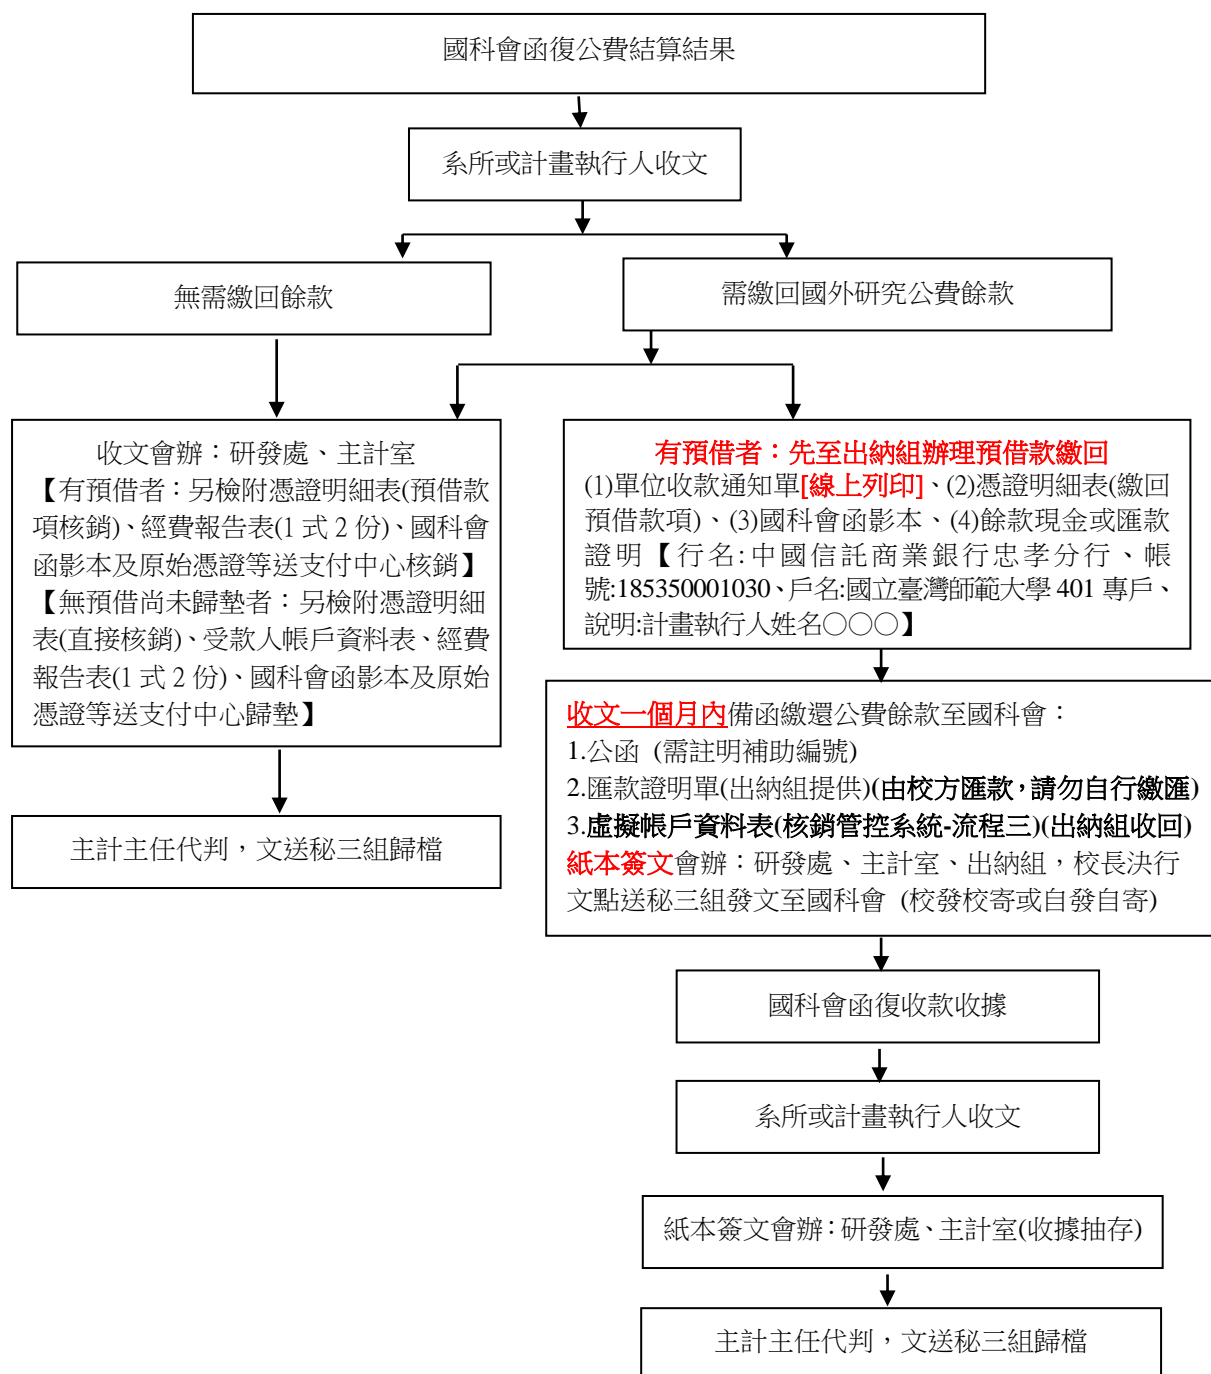 國科會函復公費結算結果
系所或計畫執行人收文
無需繳回餘款
需繳回國外研究公費餘款
收文會辦：研發處、主計室
【有預借者：另檢附憑證明細表(預借款
項核銷)、經費報告表(1 式 2 份)、國科會
函影本及原始憑證等送支付中心核銷】
【無預借尚未歸墊者：另檢附憑證明細
表(直接核銷)、受款人帳戶資料表、經費
報告表(1 式 2 份)、國科會函影本及原始
憑證等送支付中心歸墊】
主計主任代判，文送秘三組歸檔
有預借者：先至出納組辦理預借款繳回
(1)單位收款通知單[線上列印]、(2)憑證明細表(繳回
預借款項)、(3)國科會函影本、(4)餘款現金或匯款
證明【行名:中國信託商業銀行忠孝分行、帳
號:185350001030、戶名:國立臺灣師範大學 401 專戶、
說明:計畫執行人姓名○○○】
收文一個月內備函繳還公費餘款至國科會：
1.公函 (需註明補助編號)
2.匯款證明單(出納組提供)(由校方匯款，請勿自行繳匯)
3.虛擬帳戶資料表(核銷管控系統-流程三)(出納組收回)
紙本簽文會辦：研發處、主計室、出納組，校長決行
文點送秘三組發文至國科會 (校發校寄或自發自寄)
國科會函復收款收據
系所或計畫執行人收文
紙本簽文會辦：研發處、主計室(收據抽存)
主計主任代判，文送秘三組歸檔